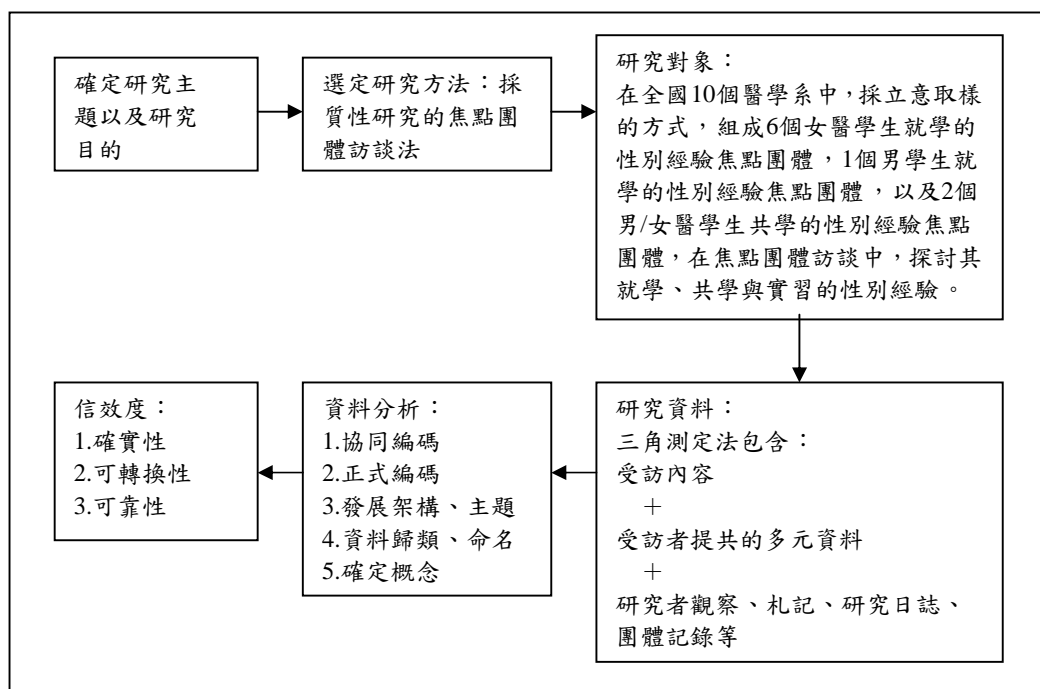 確定研究主
題以及研究
目的
選定研究方法：採
質性研究的焦點團
體訪談法
研究對象：
在全國10個醫學系中，採立意取樣
的方式，組成6個女醫學生就學的
性別經驗焦點團體，1個男學生就
學的性別經驗焦點團體，以及2個
男/女醫學生共學的性別經驗焦點
團體，在焦點團體訪談中，探討其
就學、共學與實習的性別經驗。
研究資料：
三角測定法包含：
受訪內容
＋
受訪者提共的多元資料
＋
研究者觀察、札記、研究日誌、
團體記錄等
資料分析：
1.協同編碼
2.正式編碼
3.發展架構、主題
4.資料歸類、命名
5.確定概念
信效度：
1.確實性
2.可轉換性
3.可靠性